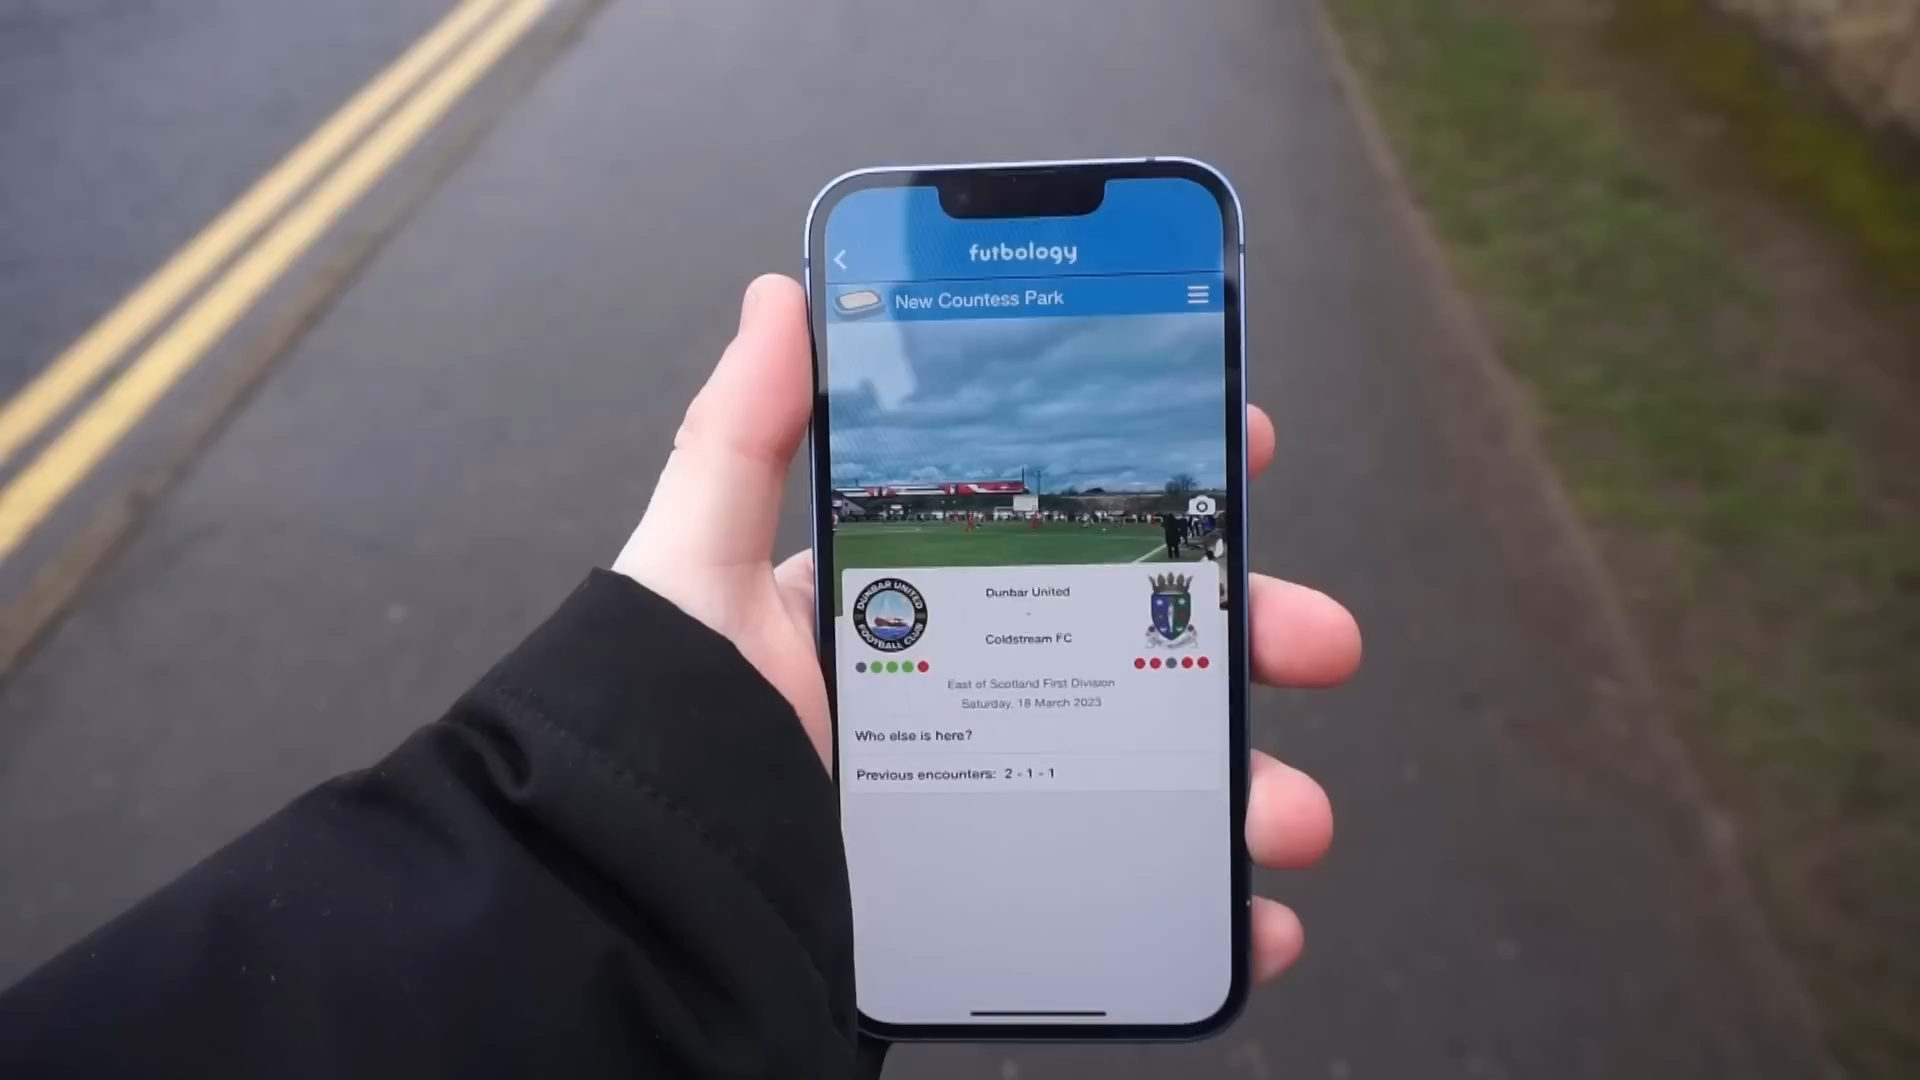 futbology
New Countess Park
DUNBAR UNITED
FOOTBALL CLUB
Dunbar United
-
Coldstream FC
East of Scotland First Division
Saturday, 18 March 2023
Who else is here?
Previous encounters: 2 - 1 - 1